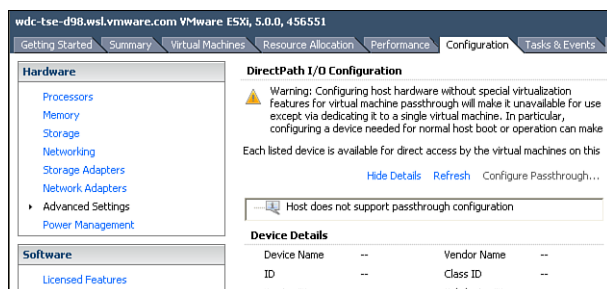 wdc-tse-d98.wsl.vmware.com VMware ESXi, 5.0.0, 456551
Getting Started Summary Virtual Machines Resource Allocation Performance Configuration Tasks & Events
Hardware
Processors
Memory
Storage
Networking
Storage Adapters
Network Adapters
Advanced Settings
Power Management
Software
Licensed Features
DirectPath I/O Configuration
Warning: Configuring host hardware without special virtualization
features for virtual machine passthrough will make it unavailable for use
except via dedicating it to a single virtual machine. In particular,
configuring a device needed for normal host boot or operation can make
Each listed device is available for direct access by the virtual machines on this
Hide Details Refresh Configure Passthrough...
Host does not support passthrough configuration
Device Details
Device Name -- Vendor Name --
ID -- Class ID --